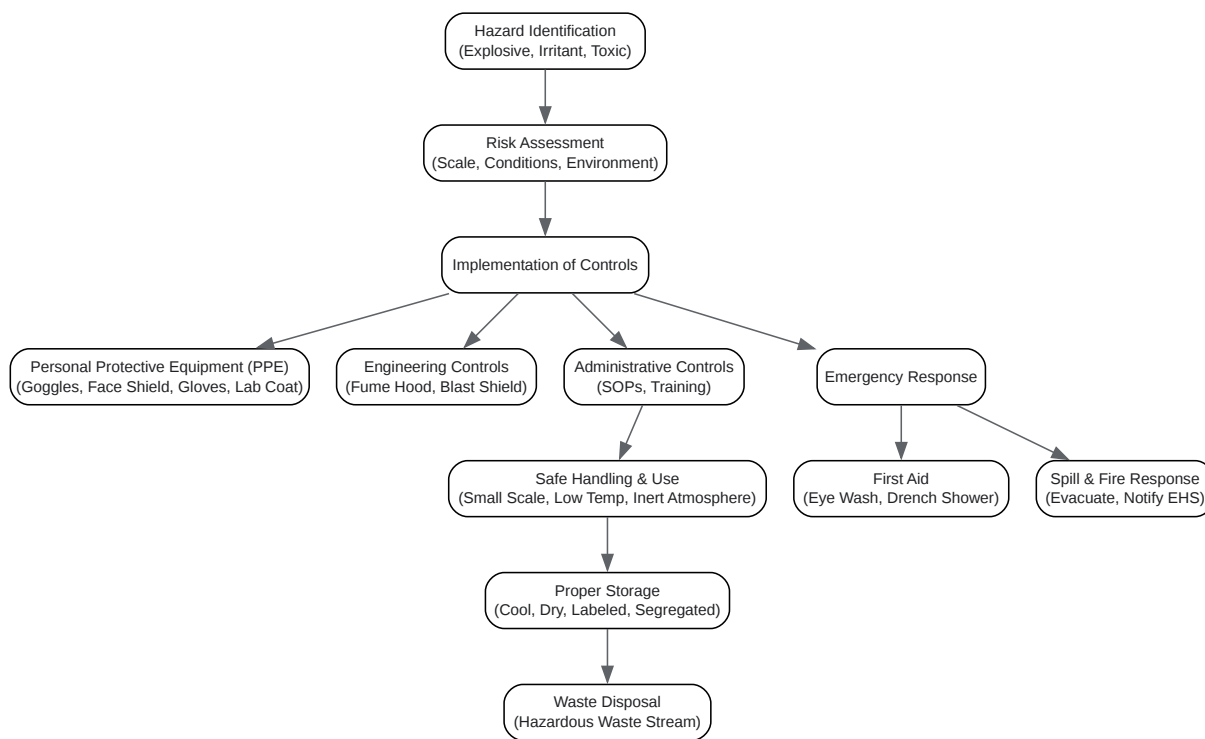 Hazard Identification
(Explosive, Irritant, Toxic)
Risk Assessment
(Scale, Conditions, Environment)
Implementation of Controls
Personal Protective Equipment (PPE)
(Goggles, Face Shield, Gloves, Lab Coat)
Engineering Controls
(Fume Hood, Blast Shield)
Administrative Controls
(SOPs, Training)
Emergency Response
Safe Handling & Use
(Small Scale, Low Temp, Inert Atmosphere)
First Aid
(Eye Wash, Drench Shower)
Spill & Fire Response
(Evacuate, Notify EHS)
Proper Storage
(Cool, Dry, Labeled, Segregated)
Waste Disposal
(Hazardous Waste Stream)